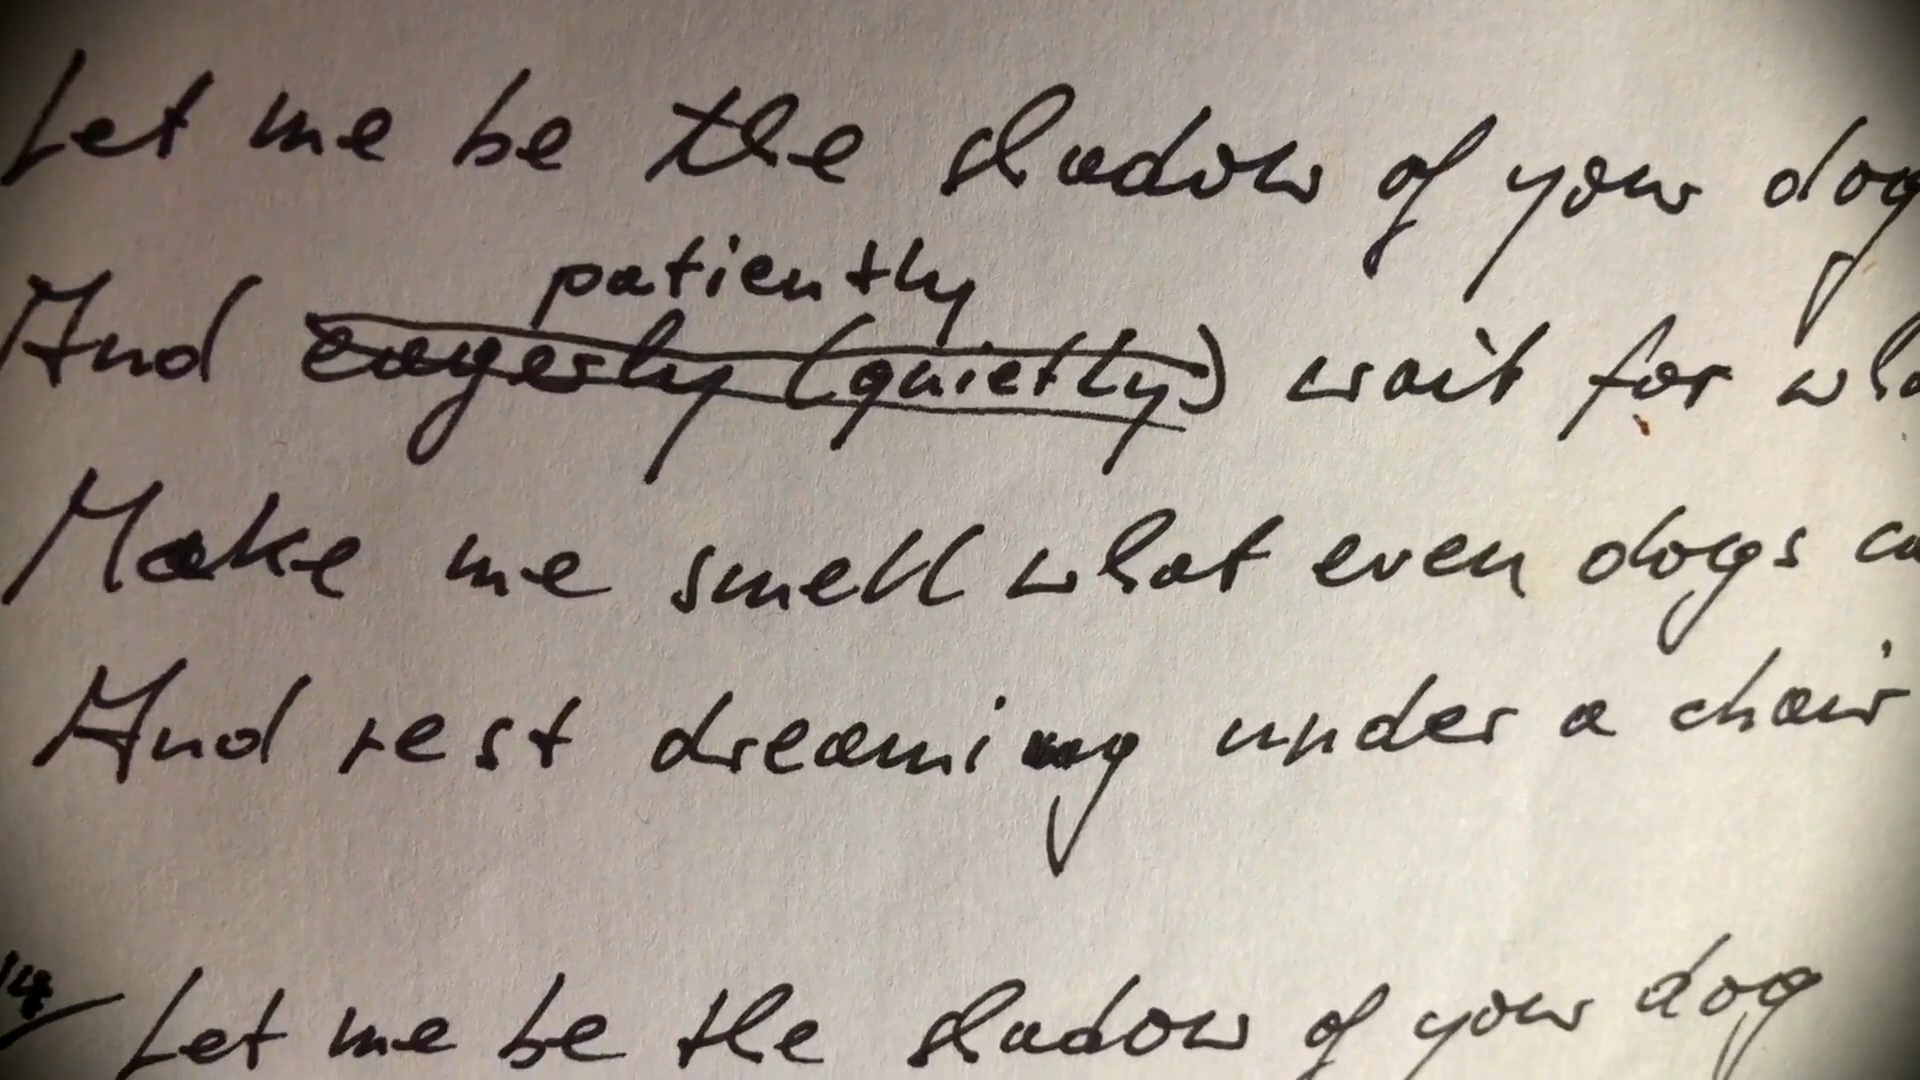 Let me be the shadow of your dog
patiently
And eagerly (quietly) wait for
Make me smell what even dogs
And rest dreaming under a chair
14/ Let me be the shadow of your dog